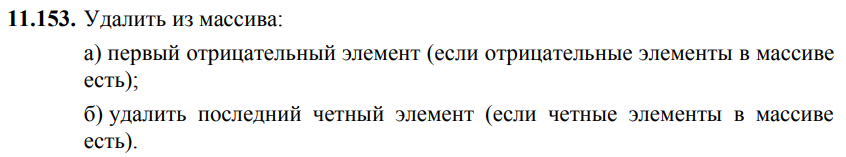 11.153. Удалить из массива:
а) первый отрицательный элемент (если отрицательные элементы в массиве
есть);
б) удалить последний четный элемент (если четные элементы в массиве
есть).